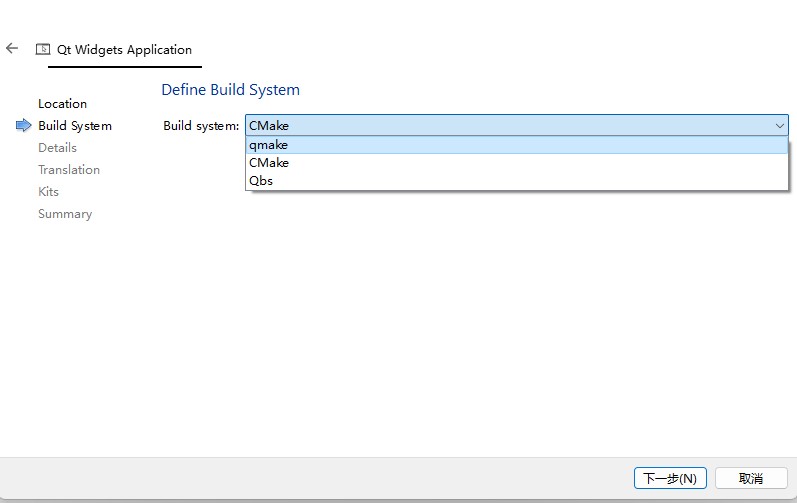 Qt Widgets Application
Define Build System
Location
Build System
Details
Translation
Kits
Summary
Build system:
CMake
qmake
CMake
Qbs
下一步(N)
取消